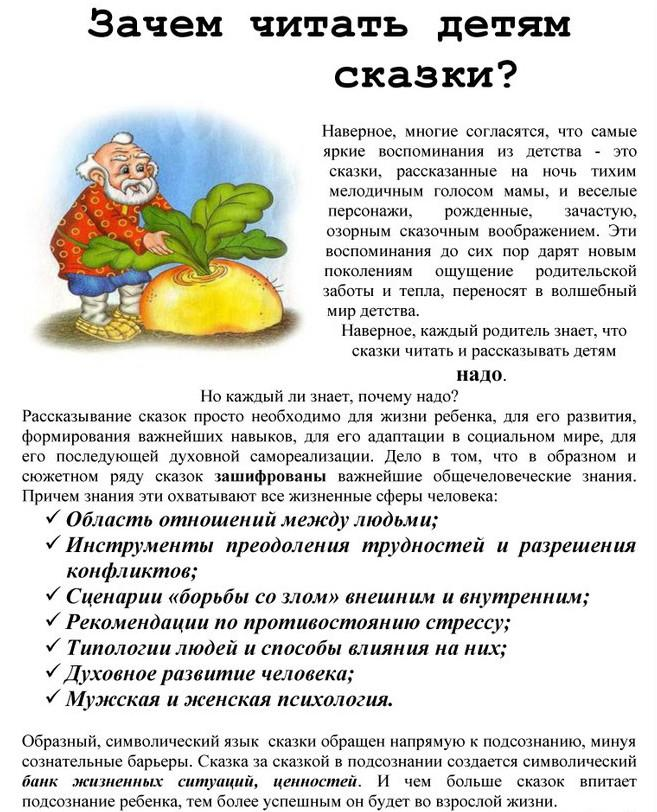 Зачем читать детям
сказки?
Наверное, многие согласятся, что самые
яркие воспоминания из детства - это
сказки, рассказанные на ночь тихим
мелодичным голосом мамы, и веселые
персонажи, рожденные, зачастую,
озорным сказочным воображением. Эти
воспоминания до сих пор дарят новым
поколениям ощущение родительской
заботы и тепла, переносят в волшебный
мир детства.
Наверное, каждый родитель знает, что
сказки читать и рассказывать детям
надо.
Но каждый ли знает, почему надо?
Рассказывание сказок просто необходимо для жизни ребенка, для его развития,
формирования важнейших навыков, для его адаптации в социальном мире, для
его последующей духовной самореализации. Дело в том, что в образном и
сюжетном ряду сказок зашифрованы важнейшие общечеловеческие знания.
Причем знания эти охватывают все жизненные сферы человека:
✓ Область отношений между людьми;
✓ Инструменты преодоления трудностей и разрешения
конфликтов;
✓ Сценарии «борьбы со злом» внешним и внутренним;
✓ Рекомендации по противостоянию стрессу;
✓ Типологии людей и способы влияния на них;
✓ Духовное развитие человека;
✓ Мужская и женская психология.
Образный, символический язык сказки обращен напрямую к подсознанию, минуя
сознательные барьеры. Сказка за сказкой в подсознании создается символический
банк жизненных ситуаций, ценностей. И чем больше сказок впитает
подсознание ребенка, тем более успешным он будет во взрослой жизни.